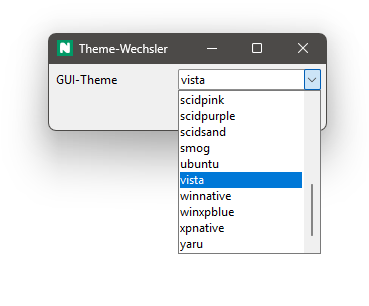 N Theme-Wechsler
GUI-Theme vista
scidpink
scidpurple
scidsand
smog
ubuntu
vista
winnative
winxpblue
xpnative
yaru